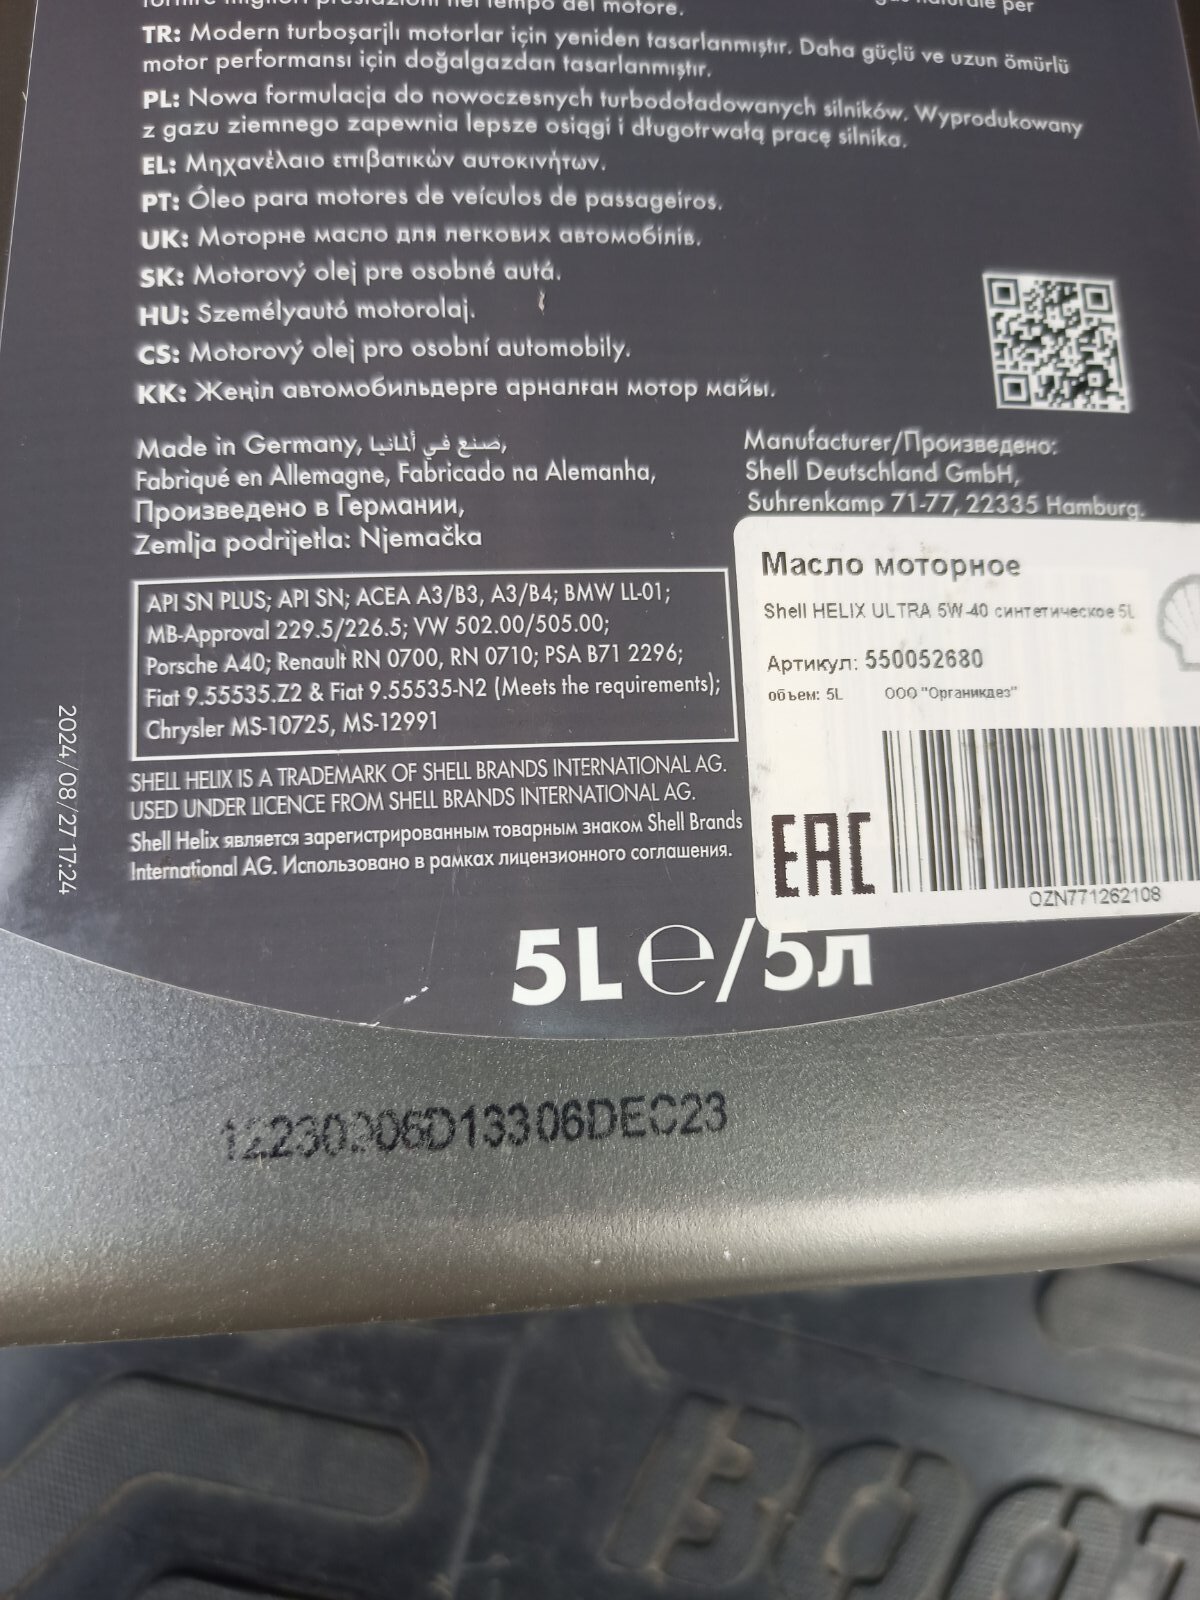 fornire migliori prestazioni nel tempo del motore.
TR: Modern turboşarjlı motorlar için yeniden tasarlanmıştır. Daha güçlü ve uzun ömürlü
motor performansı için doğalgazdan tasarlanmıştır.
PL: Nowa formulacja do nowoczesnych turbodoładowanych silników. Wyprodukowany
z gazu ziemnego zapewnia lepsze osiągi i długotrwałą pracę silnika.
EL: Μηχανέλαιο επιβατικών αυτοκινήτων.
PT: Óleo para motores de veículos de passageiros.
UK: Моторне масло для легкових автомобілів.
SK: Motorový olej pre osobné autá.
HU: Személyautó motorolaj.
CS: Motorový olej pro osobní automobily.
KK: Жеңіл автомобильдерге арналған мотор майы.
Made in Germany, صنع في ألمانيا,
Fabriqué en Allemagne, Fabricado na Alemanha,
Произведено в Германии,
Zemlja podrijetla: Njemačka
Manufacturer/Произведено:
Shell Deutschland GmbH,
Suhrenkamp 71-77, 22335 Hamburg.
API SN PLUS; API SN; ACEA A3/B3, A3/B4; BMW LL-01;
MB-Approval 229.5/226.5; VW 502.00/505.00;
Porsche A40; Renault RN 0700, RN 0710; PSA B71 2296;
Fiat 9.55535.Z2 & Fiat 9.55535-N2 (Meets the requirements);
Chrysler MS-10725, MS-12991
SHELL HELIX IS A TRADEMARK OF SHELL BRANDS INTERNATIONAL AG.
USED UNDER LICENCE FROM SHELL BRANDS INTERNATIONAL AG.
Shell Helix является зарегистрированным товарным знаком Shell Brands
International AG. Использовано в рамках лицензионного соглашения.
Масло моторное
Shell HELIX ULTRA 5W-40 синтетическое 5L
Артикул: 550052680
объем: 5L ООО "Органикдез"
EAC
OZN771262108
5L e/5л
06DEC23
2024/08/27 17:24